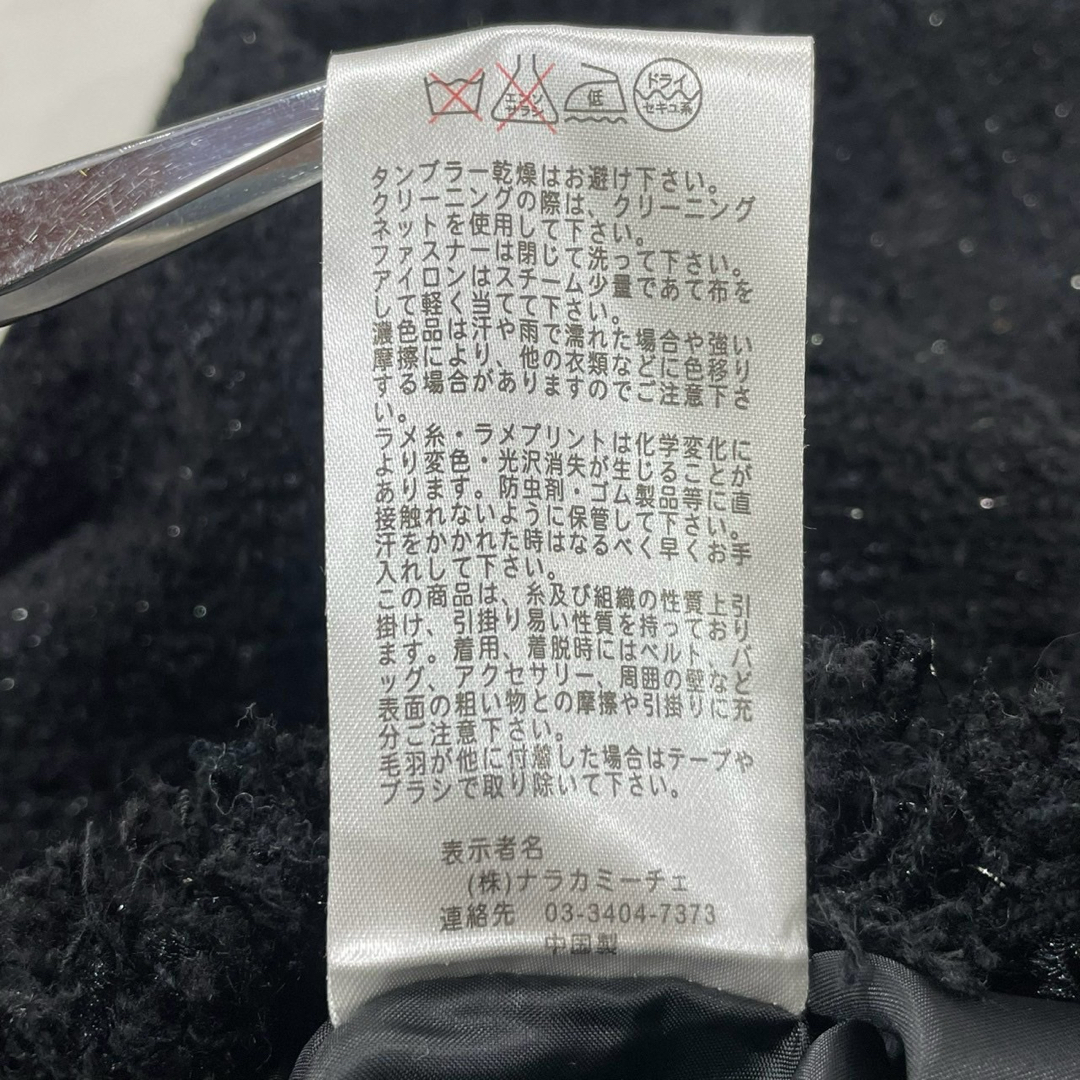 エンソ
サラシ
低
ドライ
セキユ系
タンブラー乾燥はお避け下さい。
クリーニングの際は、クリーニング
ネットを使用して下さい。
ファスナーは閉じて洗って下さい。
アイロンはスチーム少量であて布を
して軽く当てて下さい。
濃色品は汗や雨で濡れた場合や強い
摩擦により、他の衣類などに色移り
する場合がありますのでご注意下さ
い。
ラメ糸・ラメプリントは化学変化に
より変色・光沢消失が生じることが
あります。防虫剤・ゴム製品等に直
接触れないように保管して下さい。
汗をかいた時はなるべく早くお手
入れして下さい。
この商品は、糸及び組織の性質上引
掛け、引掛り易い性質を持っており
ます。着用、着脱時にはベルト、バ
ッグ、アクセサリー、周囲の壁など
表面の粗い物との摩擦や引掛りに充
分ご注意下さい。
毛羽が他に付着した場合はテープや
ブラシで取り除いて下さい。
表示者名
(株)ナラカミーチェ
連絡先 03-3404-7373
中国製